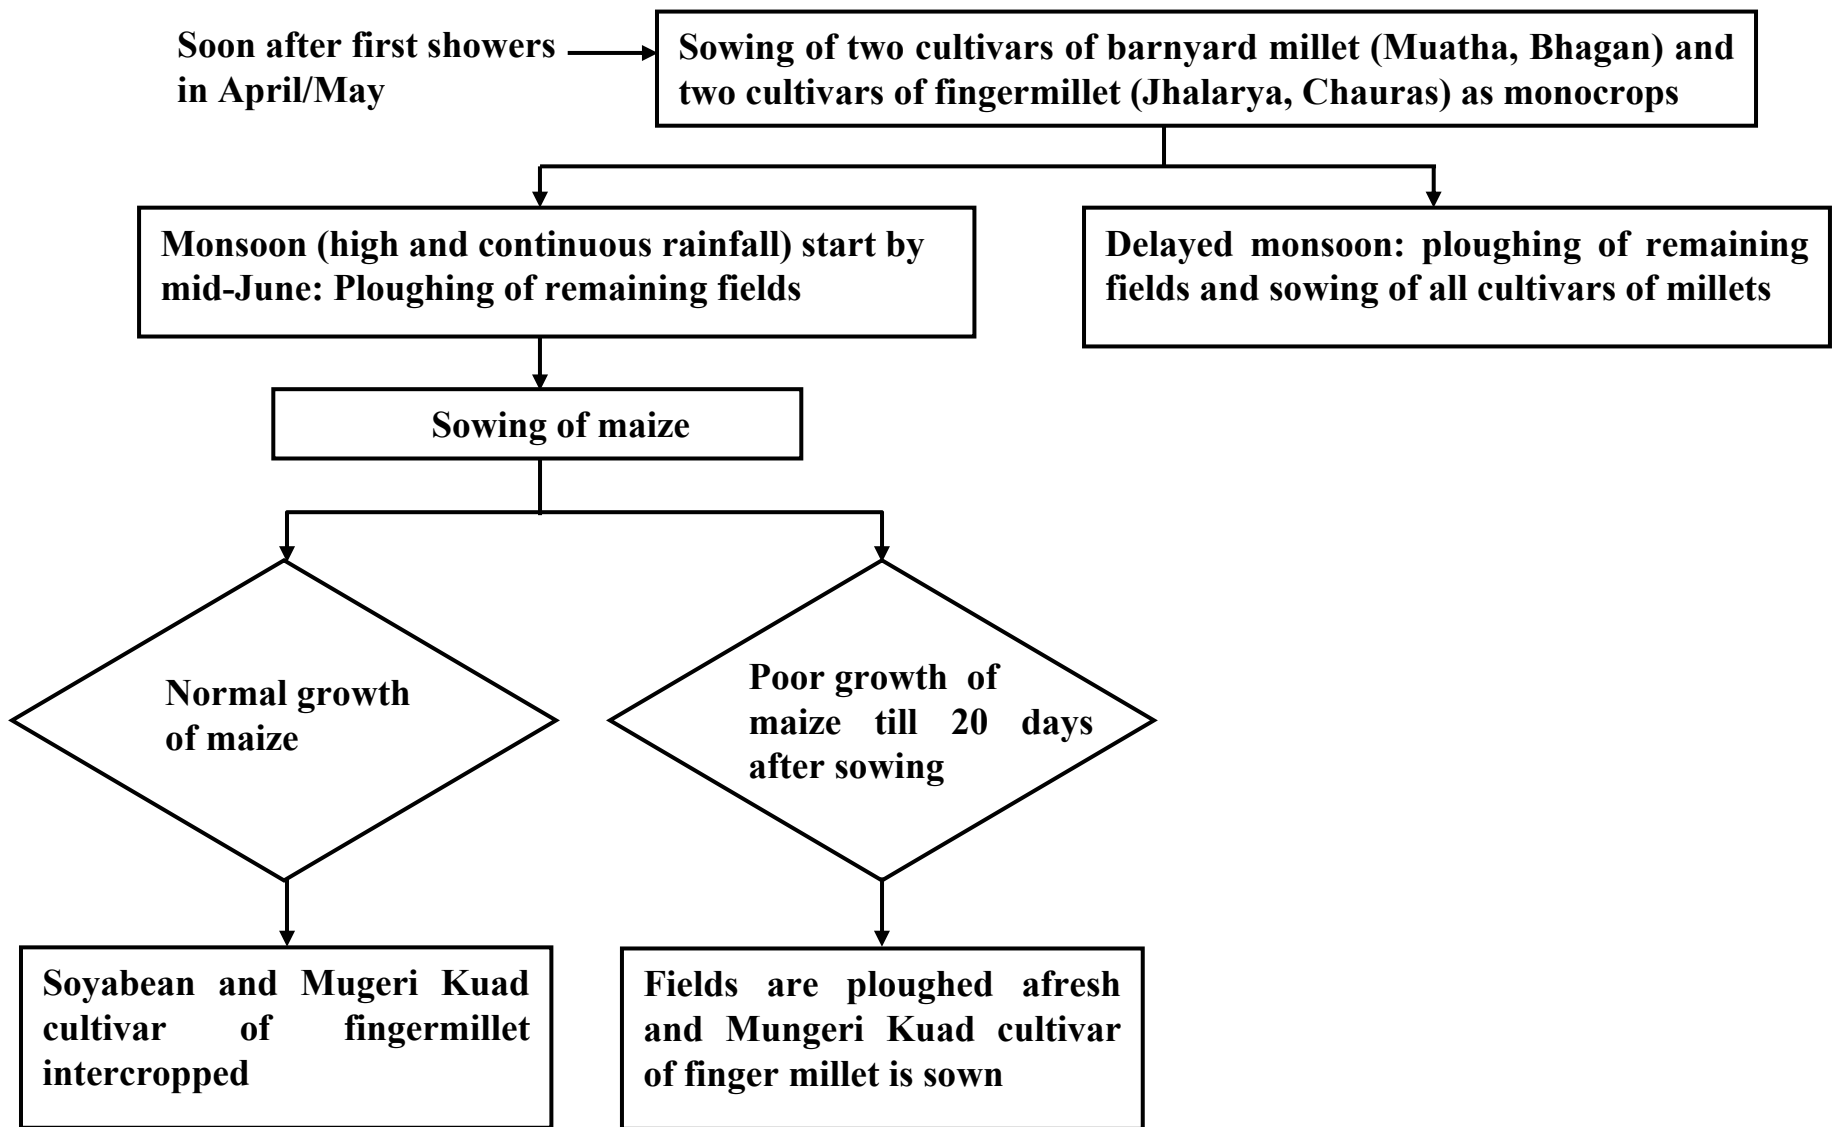 Soon after first showers
in April/May
Sowing of two cultivars of barnyard millet (Muatha, Bhagan) and
two cultivars of fingermillet (Jhalarya, Chauras) as monocrops
Monsoon (high and continuous rainfall) start by
mid-June: Ploughing of remaining fields
Delayed monsoon: ploughing of remaining
fields and sowing of all cultivars of millets
Sowing of maize
Normal growth
of maize
Poor growth of
maize till 20 days
after sowing
Soyabean and Mugeri Kuad
cultivar of fingermillet
intercropped
Fields are ploughed afresh
and Mungeri Kuad cultivar
of finger millet is sown